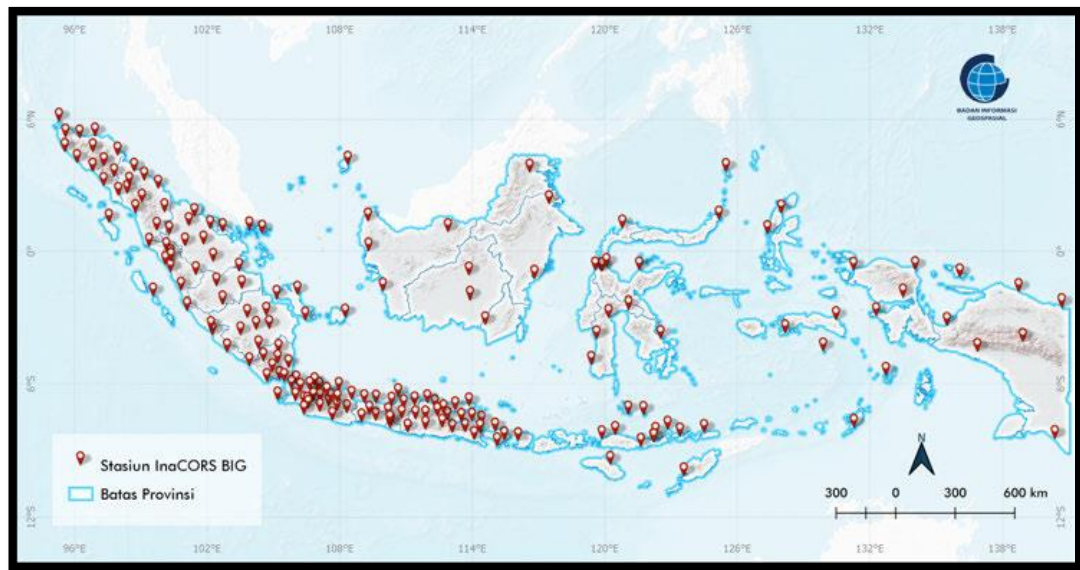 96°E 102°E 108°E 114°E 120°E 126°E 132°E 138°E
BADAN INFORMASI
GEOSPASIAL
6°N 6°N
0° 0°
6°S 6°S
N
Stasiun InaCORS BIG
Batas Provinsi
300 0 300 600 km
12°S 12°S
96°E 102°E 108°E 114°E 120°E 126°E 132°E 138°E